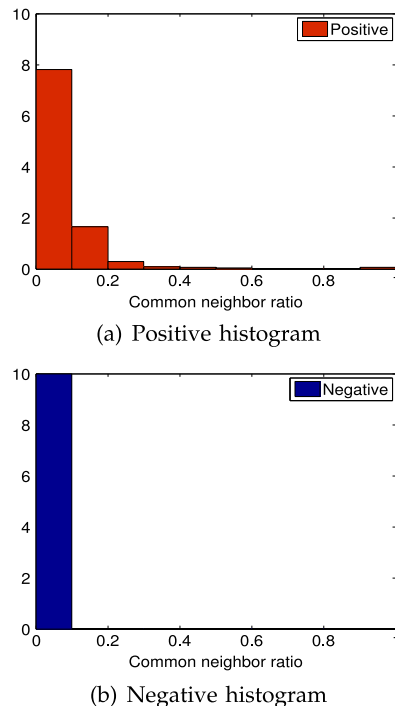 10
Positive
8
6
4
2
0
0 0.2 0.4 0.6 0.8
Common neighbor ratio
(a) Positive histogram
10
Negative
8
6
4
2
0
0 0.2 0.4 0.6 0.8
Common neighbor ratio
(b) Negative histogram